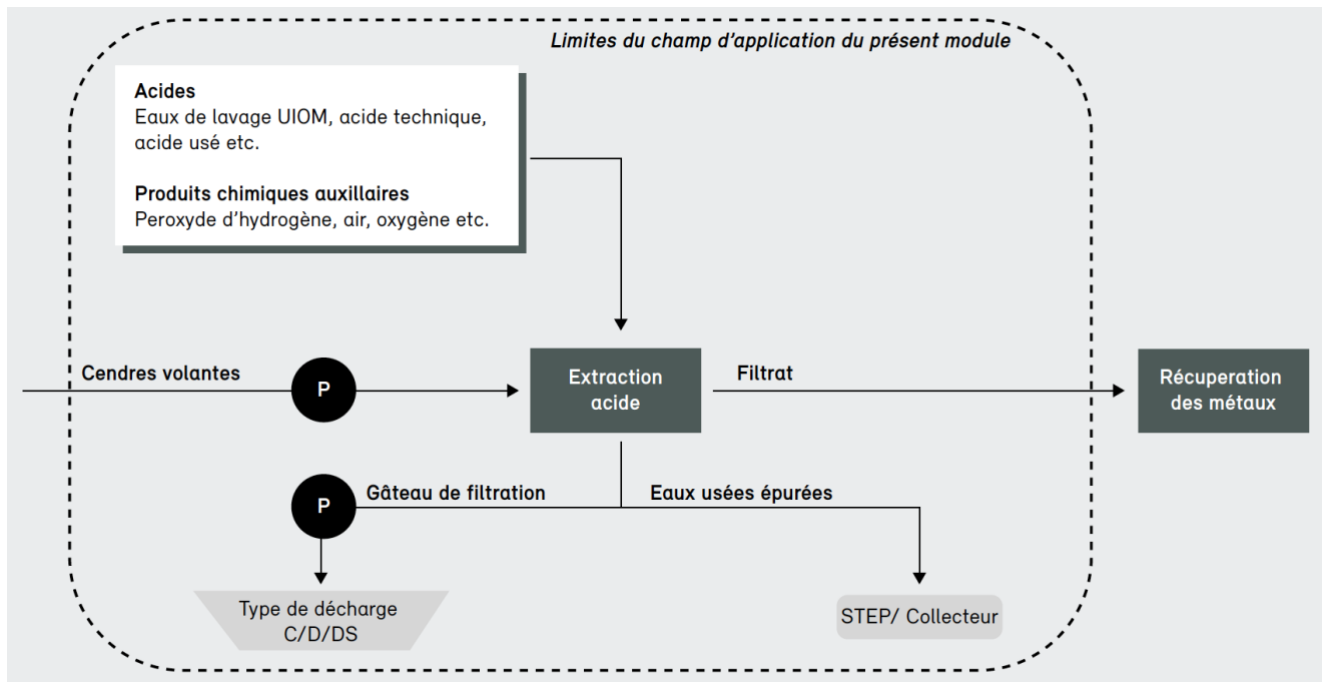 Limites du champ d'application du présent module
Acides
Eaux de lavage UIOM, acide technique,
acide usé etc.
Produits chimiques auxillaires
Peroxyde d'hydrogène, air, oxygène etc.
Cendres volantes
P
Extraction
acide
Filtrat
Récuperation
des métaux
P
Gâteau de filtration
Eaux usées épurées
Type de décharge
C/D/DS
STEP/ Collecteur